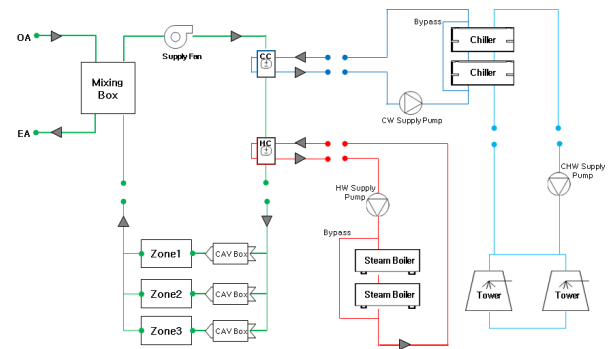 OA
Supply Fan
Mixing
Box
EA
CC
HC
Bypass
Chiller
Chiller
CW Supply Pump
CHW Supply
Pump
HW Supply
Pump
Bypass
Steam Boiler
Steam Boiler
Tower
Tower
Zone1
CAV Box
Zone2
CAV Box
Zone3
CAV Box